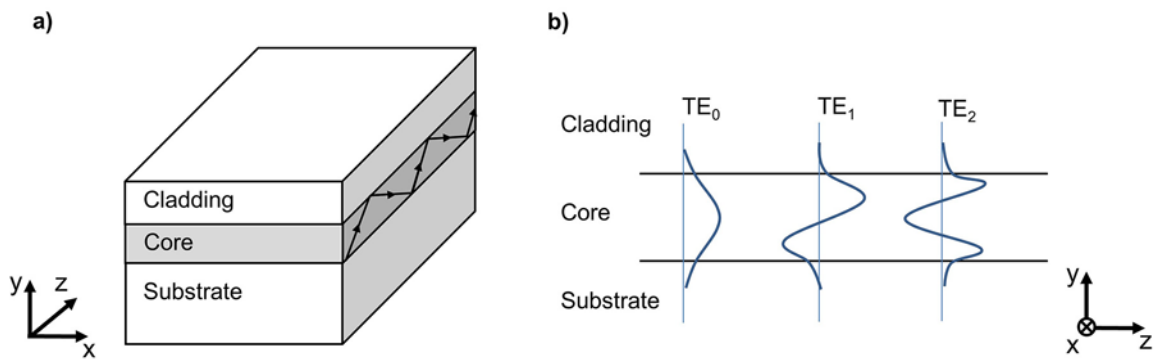 a)
Cladding
Core
Substrate
y
z
x
b)
TE₀ TE₁ TE₂
Cladding
Core
Substrate
y
x
z